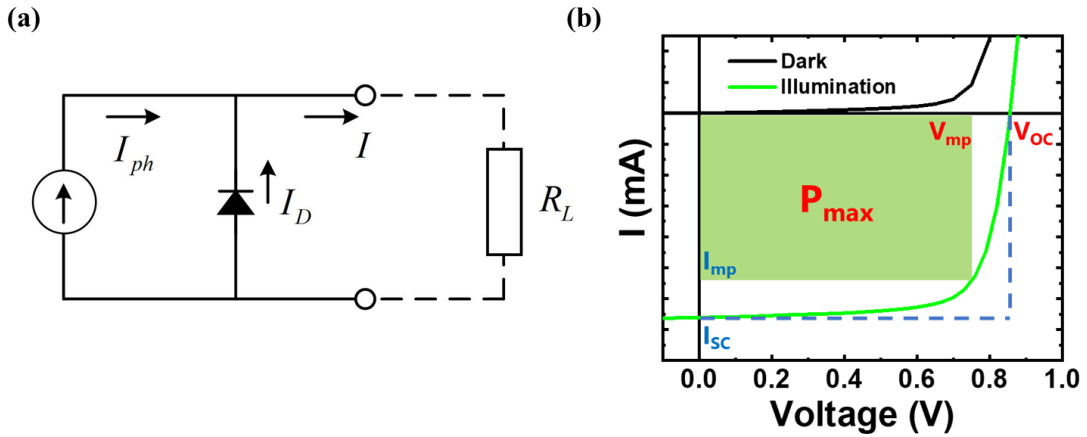 (a)
I_ph
I
I_D
R_L
(b)
Dark
Illumination
V_mp
V_OC
P_max
I_mp
I_SC
I (mA)
0.0 0.2 0.4 0.6 0.8 1.0
Voltage (V)